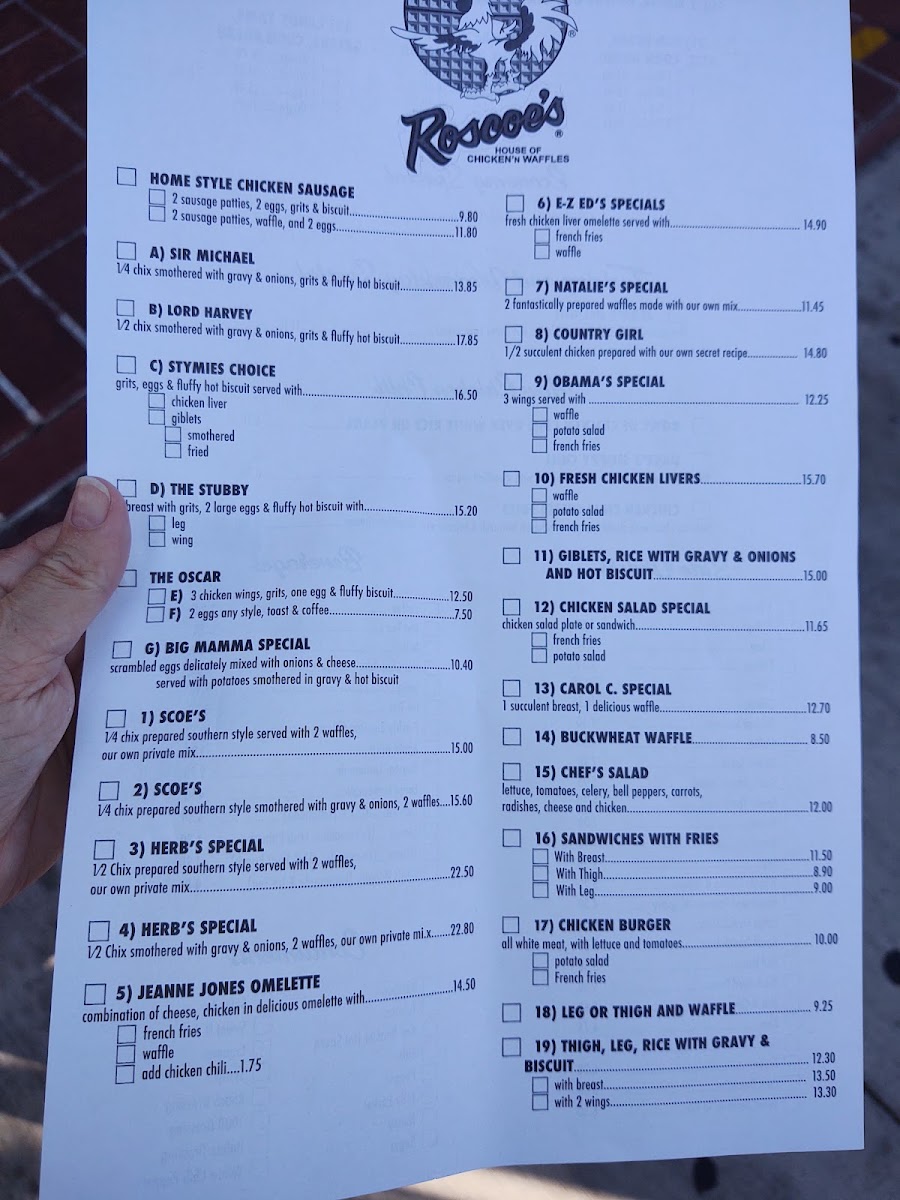 Roscoe's ®
HOUSE OF
CHICKEN'N WAFFLES
HOME STYLE CHICKEN SAUSAGE
2 sausage patties, 2 eggs, grits & biscuit...9.80
2 sausage patties, waffle, and 2 eggs...11.80
A) SIR MICHAEL
1/4 chix smothered with gravy & onions, grits & fluffy hot biscuit...13.85
B) LORD HARVEY
1/2 chix smothered with gravy & onions, grits & fluffy hot biscuit...17.85
C) STYMIES CHOICE
grits, eggs & fluffy hot biscuit served with...16.50
chicken liver
giblets
smothered
fried
D) THE STUBBY
breast with grits, 2 large eggs & fluffy hot biscuit with...15.20
leg
wing
THE OSCAR
E) 3 chicken wings, grits, one egg & fluffy biscuit...12.50
F) 2 eggs any style, toast & coffee...7.50
G) BIG MAMMA SPECIAL
scrambled eggs delicately mixed with onions & cheese...10.40
served with potatoes smothered in gravy & hot biscuit
1) SCOE'S
1/4 chix prepared southern style served with 2 waffles,
our own private mix...15.00
2) SCOE'S
1/4 chix prepared southern style smothered with gravy & onions, 2 waffles....15.60
3) HERB'S SPECIAL
1/2 Chix prepared southern style served with 2 waffles,
our own private mix...22.50
4) HERB'S SPECIAL
1/2 Chix smothered with gravy & onions, 2 waffles, our own private mi.x......22.80
5) JEANNE JONES OMELETTE
combination of cheese, chicken in delicious omelette with...14.50
french fries
waffle
add chicken chili....1.75
6) E-Z ED'S SPECIALS
fresh chicken liver omelette served with...14.90
french fries
waffle
7) NATALIE'S SPECIAL
2 fantastically prepared waffles made with our own mix...11.45
8) COUNTRY GIRL
1/2 succulent chicken prepared with our own secret recipe...14.80
9) OBAMA'S SPECIAL
3 wings served with...12.25
waffle
potato salad
french fries
10) FRESH CHICKEN LIVERS...15.70
waffle
potato salad
french fries
11) GIBLETS, RICE WITH GRAVY & ONIONS
AND HOT BISCUIT...15.00
12) CHICKEN SALAD SPECIAL
chicken salad plate or sandwich...11.65
french fries
potato salad
13) CAROL C. SPECIAL
1 succulent breast, 1 delicious waffle...12.70
14) BUCKWHEAT WAFFLE...8.50
15) CHEF'S SALAD
lettuce, tomatoes, celery, bell peppers, carrots,
radishes, cheese and chicken...12.00
16) SANDWICHES WITH FRIES
With Breast...11.50
With Thigh...8.90
With Leg...9.00
17) CHICKEN BURGER
all white meat, with lettuce and tomatoes...10.00
potato salad
French fries
18) LEG OR THIGH AND WAFFLE...9.25
19) THIGH, LEG, RICE WITH GRAVY &
BISCUIT...12.30
with breast...13.50
with 2 wings...13.30